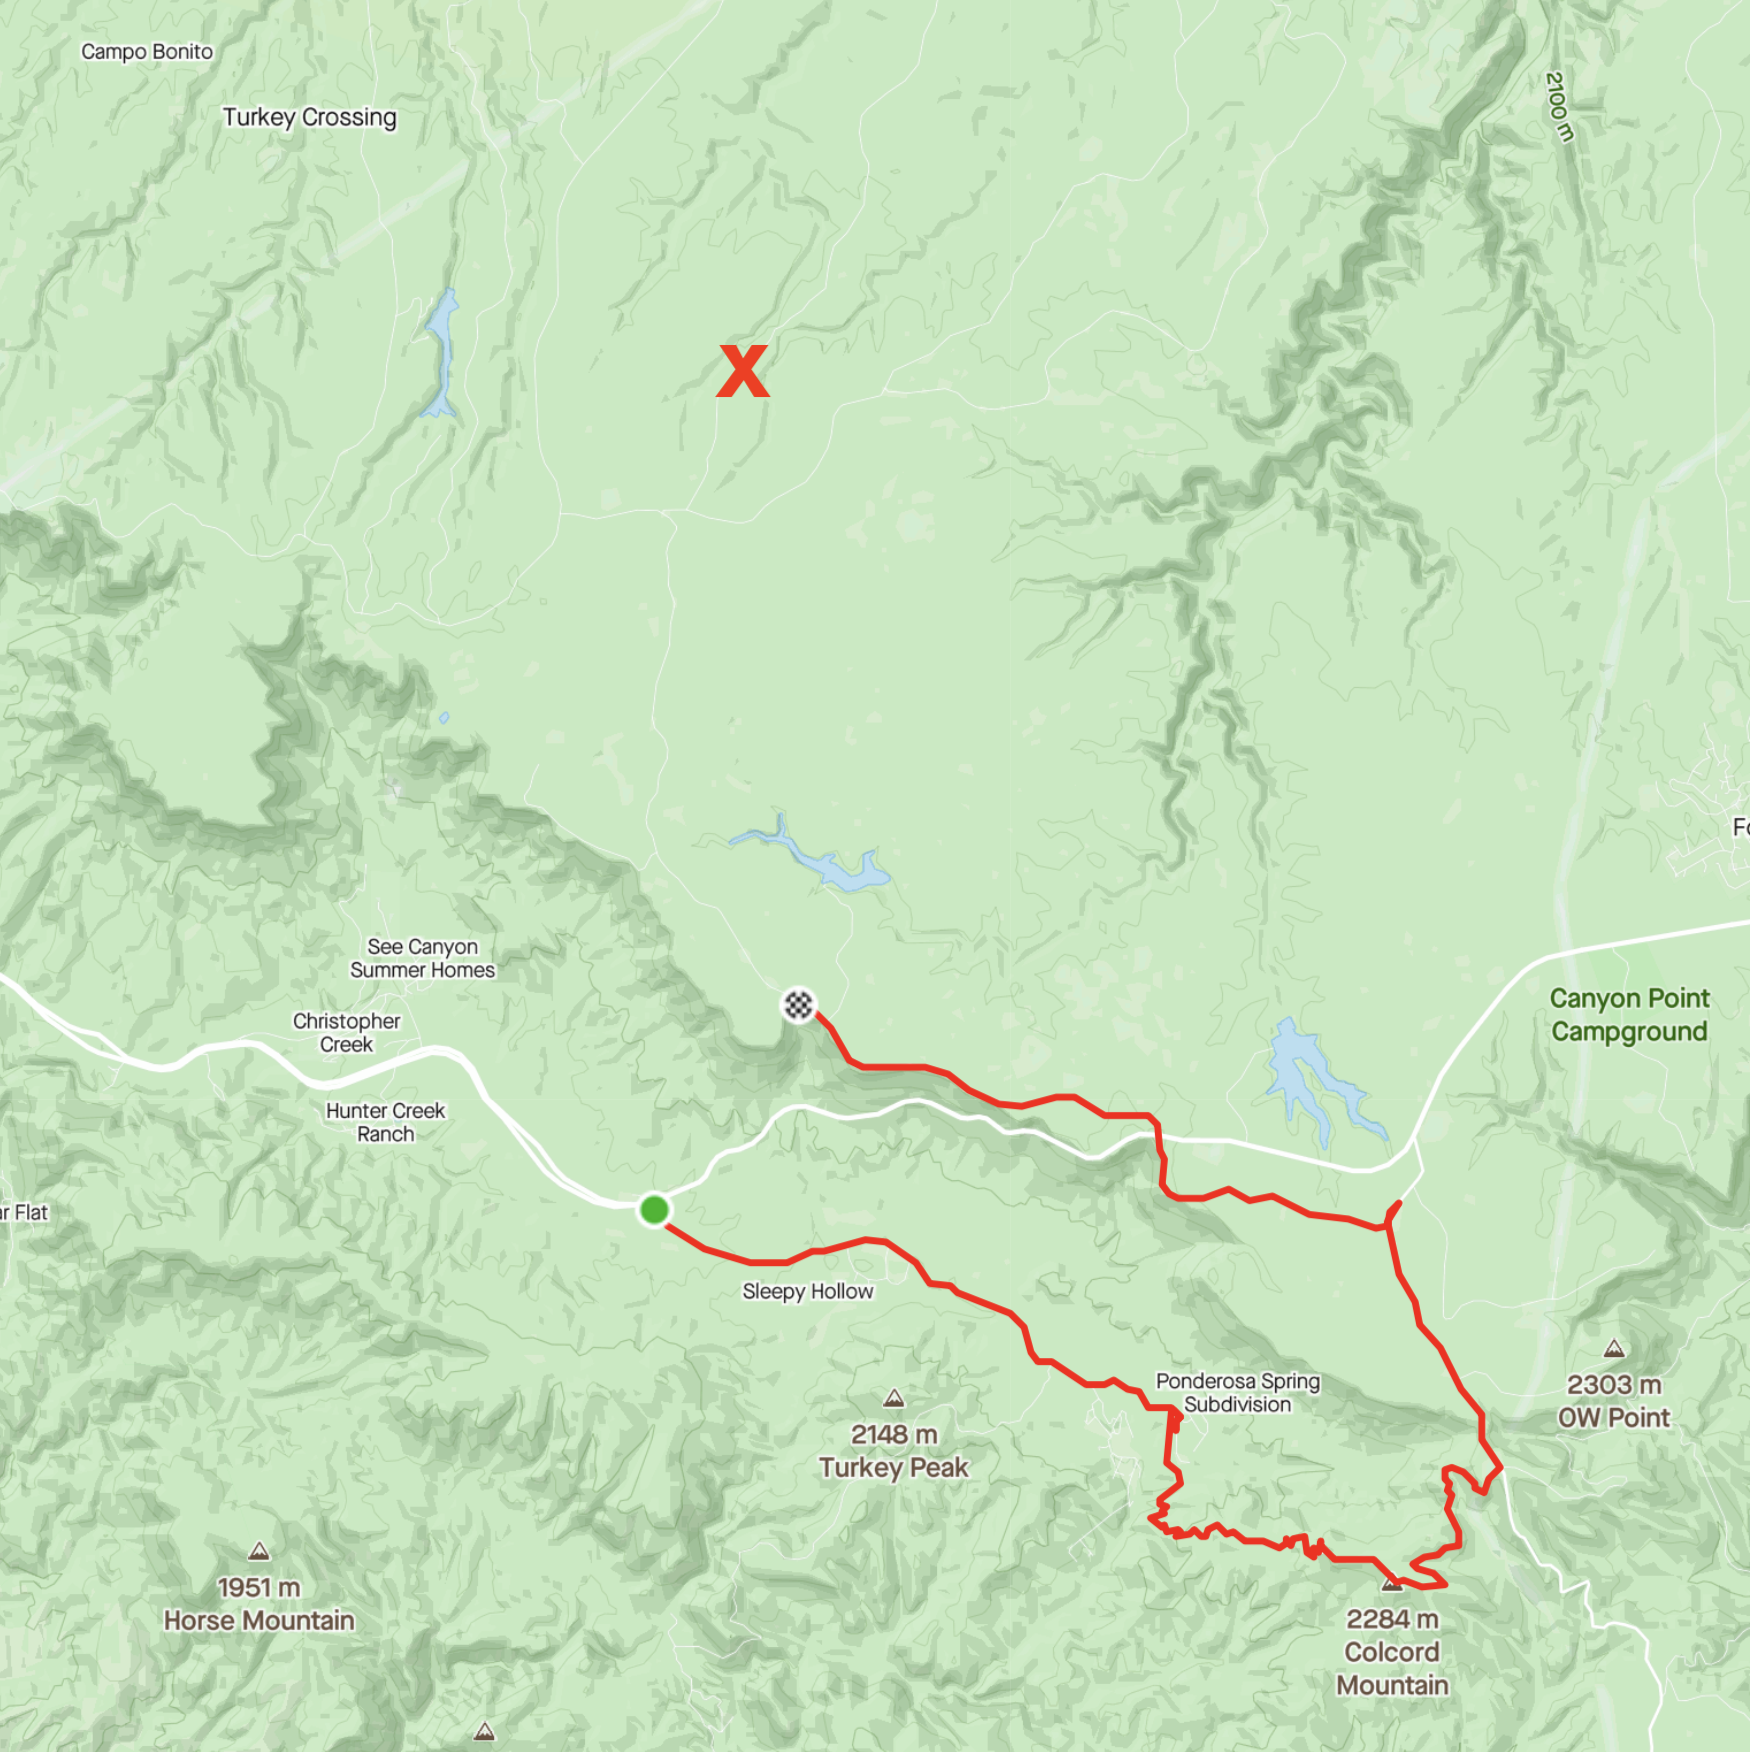 Campo Bonito
Turkey Crossing
2100 m
X
See Canyon
Summer Homes
Christopher
Creek
Hunter Creek
Ranch
Canyon Point
Campground
r Flat
Sleepy Hollow
Ponderosa Spring
Subdivision
2303 m
OW Point
2148 m
Turkey Peak
1951 m
Horse Mountain
2284 m
Colcord
Mountain